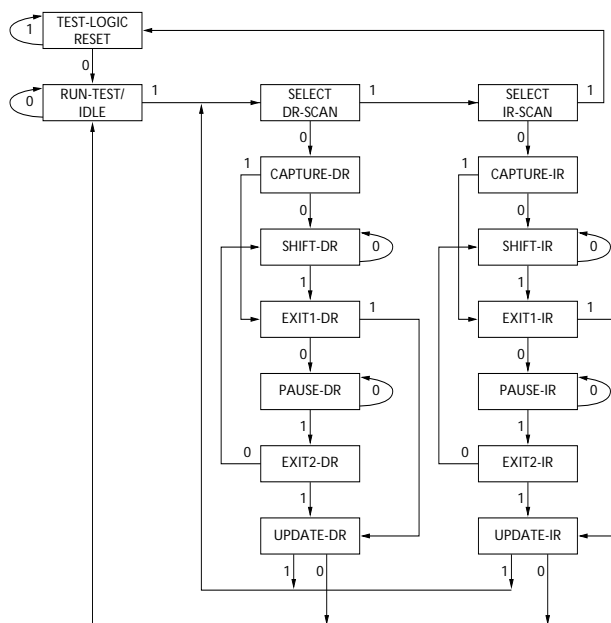 1
TEST-LOGIC
RESET
0
0
RUN-TEST/
IDLE
1
SELECT
DR-SCAN
1
SELECT
IR-SCAN
1
0
0
1
CAPTURE-DR
1
CAPTURE-IR
0
0
SHIFT-DR
0
SHIFT-IR
0
1
1
EXIT1-DR
1
EXIT1-IR
1
0
0
PAUSE-DR
0
PAUSE-IR
0
1
1
0
EXIT2-DR
0
EXIT2-IR
1
1
UPDATE-DR
UPDATE-IR
1
0
1
0